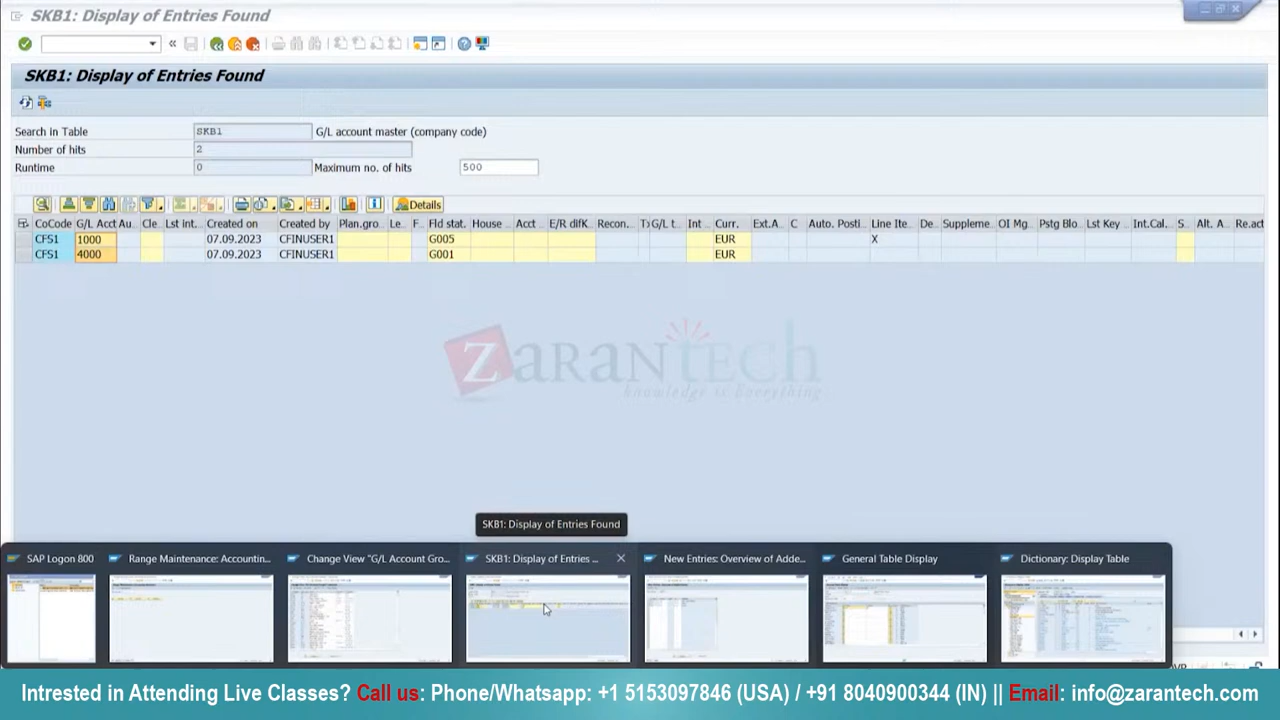 SKB1: Display of Entries Found
SKB1: Display of Entries Found
Search in Table SKB1 G/L account master (company code)
Number of hits 2
Runtime 0 Maximum no. of hits 500
Details
CoCode G/L Acct Au... Cle Lst int. Created on Created by Plan.gro... Le... F... Fld stat. House ... Acct ... E/R difK Recon... T› G/L t... Int ... Curr. Ext.A... C Auto. Posti... Line Ite... De Suppleme... OI Mg... Pstg Blo... Lst Key ... Int.Cal... S Alt. A... Re.act
CFS1 1000 07.09.2023 CFINUSER1 G005 EUR X
CFS1 4000 07.09.2023 CFINUSER1 G001 EUR
ZaranTech
knowledge is Everything
SKB1: Display of Entries Found
SAP Logon 800
Range Maintenance: Accountin...
Change View "G/L Account Gro...
SKB1: Display of Entries ...
New Entries: Overview of Adde...
General Table Display
Dictionary: Display Table
Intrested in Attending Live Classes? Call us: Phone/Whatsapp: +1 5153097846 (USA) / +91 8040900344 (IN) || Email: info@zarantech.com